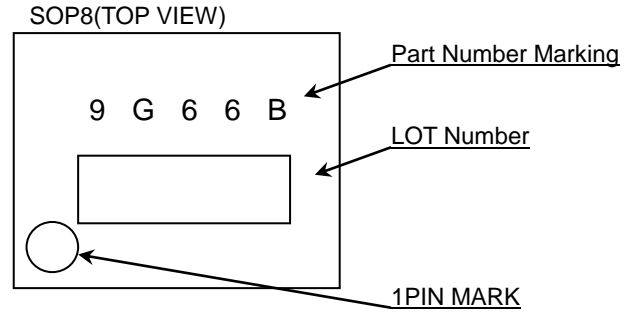 SOP8(TOP VIEW)
Part Number Marking
9 G 6 6 B
LOT Number
1PIN MARK